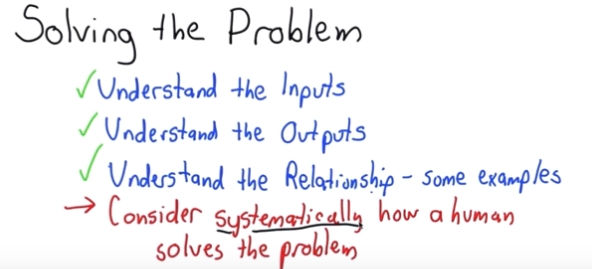 Solving the Problem
✓ Understand the Inputs
✓ Understand the Outputs
✓ Understand the Relationship - some examples
→ Consider systematically how a human
solves the problem